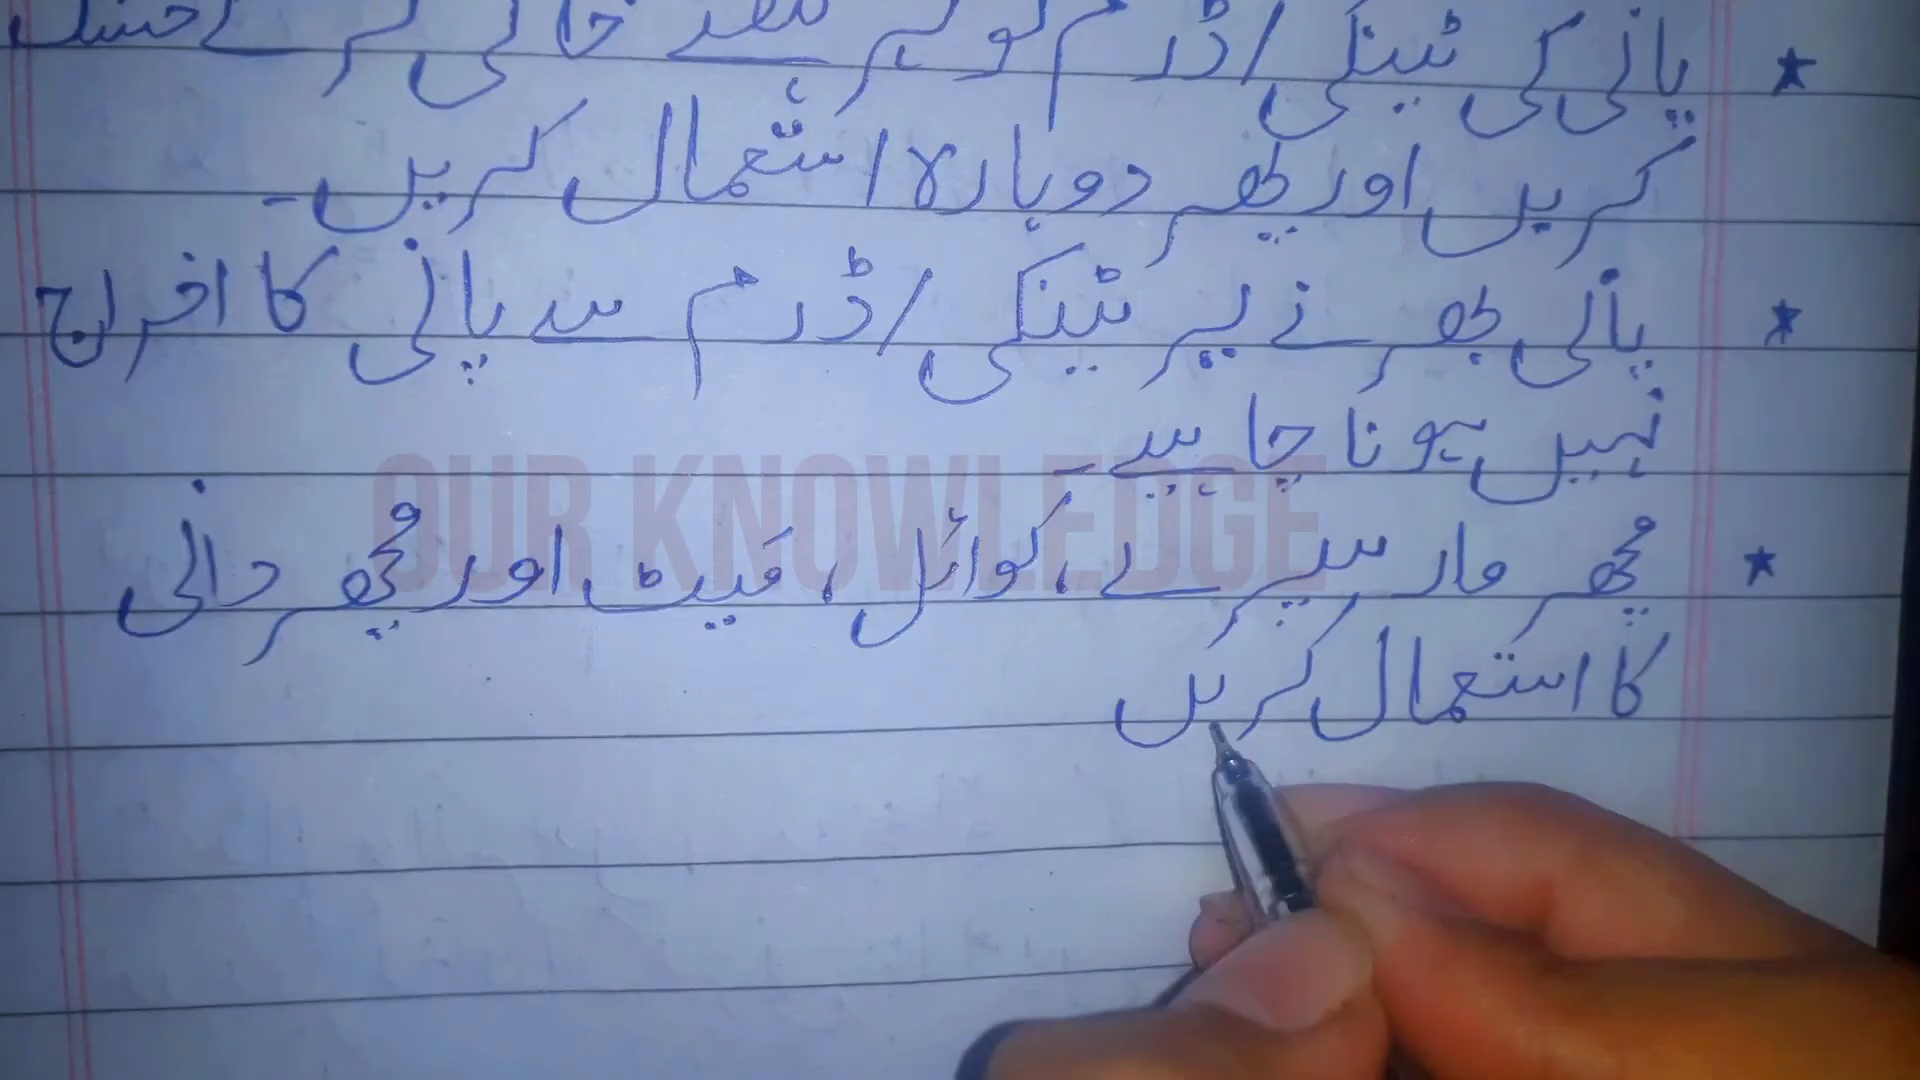 ★ پانی کی ٹینکی/ڈرم کو ہر ہفتے خالی کرکے خشک
کریں اور پھر دوبارہ استعمال کریں۔
★ پانی بھرنے پر ٹینکی/ڈرم سے پانی کا اخراج
نہیں ہونا چاہیے۔
OUR KNOWLEDGE
★ مچھر مار سپرے، کوائل، میٹ اور مچھر دانی
کا استعمال کریں